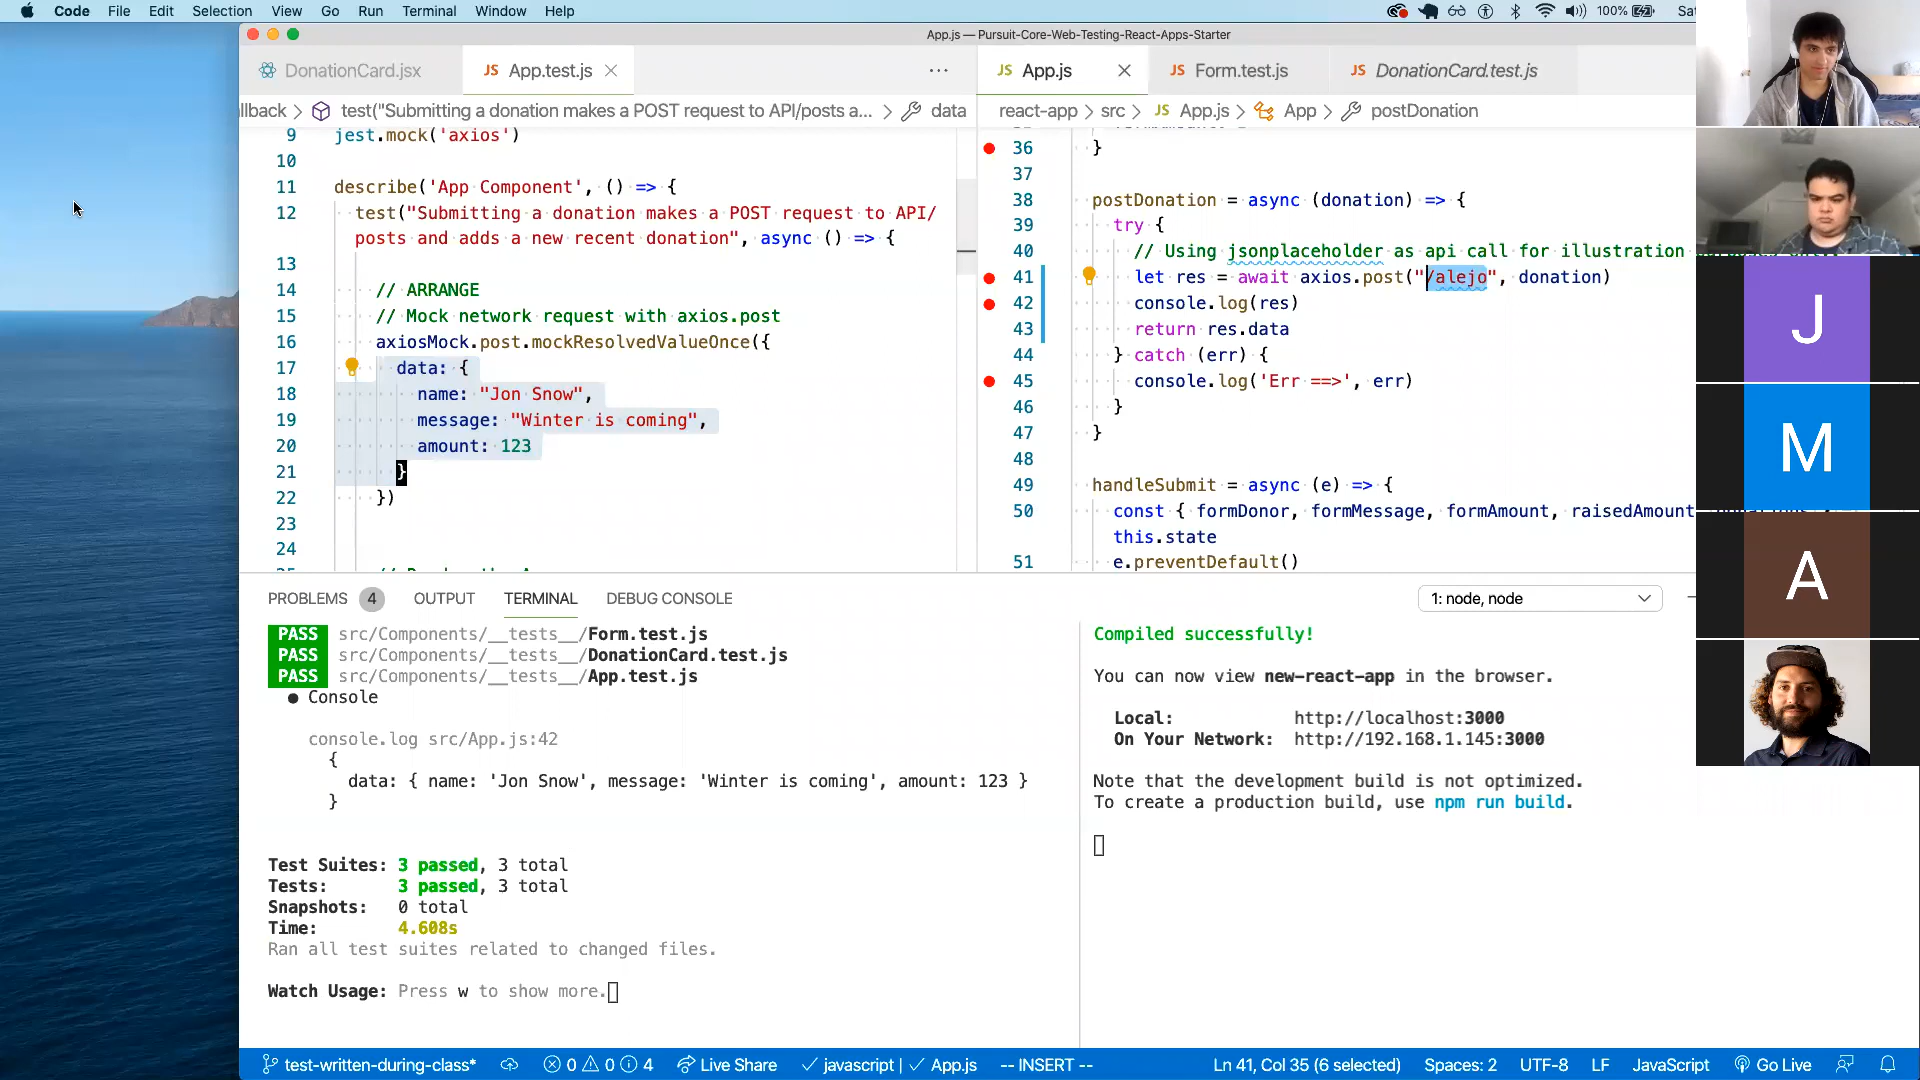 Code File Edit Selection View Go Run Terminal Window Help 100% Sat
App.js — Pursuit-Core-Web-Testing-React-Apps-Starter
DonationCard.jsx JS App.test.js
llback > test("Submitting a donation makes a POST request to API/posts a... > data
9 jest.mock('axios')
10
11 describe('App Component', () => {
12 test("Submitting a donation makes a POST request to API/
posts and adds a new recent donation", async () => {
13
14 // ARRANGE
15 // Mock network request with axios.post
16 axiosMock.post.mockResolvedValueOnce({
17 data: {
18 name: "Jon Snow",
19 message: "Winter is coming",
20 amount: 123
21 }
22 })
23
24
JS App.js JS Form.test.js JS DonationCard.test.js
react-app > src > JS App.js > App > postDonation
36 }
37
38 postDonation = async (donation) => {
39 try {
40 // Using jsonplaceholder as api call for illustration
41 let res = await axios.post("/alejo", donation)
42 console.log(res)
43 return res.data
44 } catch (err) {
45 console.log('Err ==>', err)
46 }
47 }
48
49 handleSubmit = async (e) => {
50 const { formDonor, formMessage, formAmount, raisedAmount
this.state
51 e.preventDefault()
PROBLEMS 4 OUTPUT TERMINAL DEBUG CONSOLE 1: node, node
PASS src/Components/__tests__/Form.test.js
PASS src/Components/__tests__/DonationCard.test.js
PASS src/Components/__tests__/App.test.js
● Console
console.log src/App.js:42
{
data: { name: 'Jon Snow', message: 'Winter is coming', amount: 123 }
}
Test Suites: 3 passed, 3 total
Tests: 3 passed, 3 total
Snapshots: 0 total
Time: 4.608s
Ran all test suites related to changed files.
Watch Usage: Press w to show more.
Compiled successfully!
You can now view new-react-app in the browser.
Local: http://localhost:3000
On Your Network: http://192.168.1.145:3000
Note that the development build is not optimized.
To create a production build, use npm run build.
J
M
A
test-written-during-class* 0 0 4 Live Share javascript | App.js -- INSERT -- Ln 41, Col 35 (6 selected) Spaces: 2 UTF-8 LF JavaScript Go Live